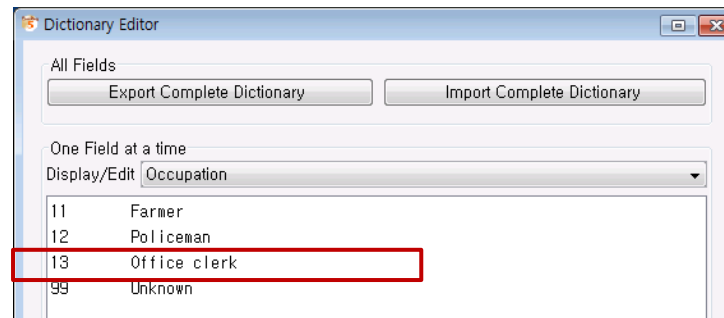 Dictionary Editor
All Fields
Export Complete Dictionary Import Complete Dictionary
One Field at a time
Display/Edit Occupation
11 Farmer
12 Policeman
13 Office clerk
99 Unknown